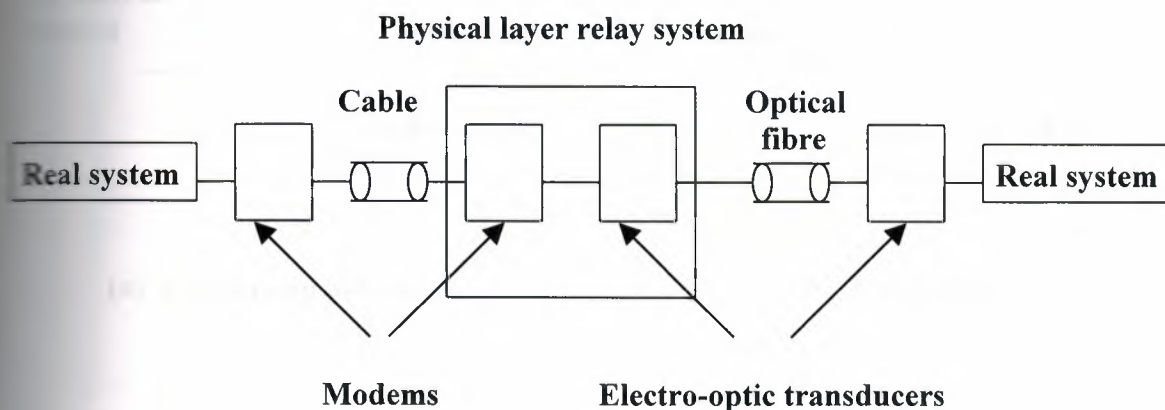 Physical layer relay system
Cable
Optical
fibre
Real system
Real system
Modems
Electro-optic transducers